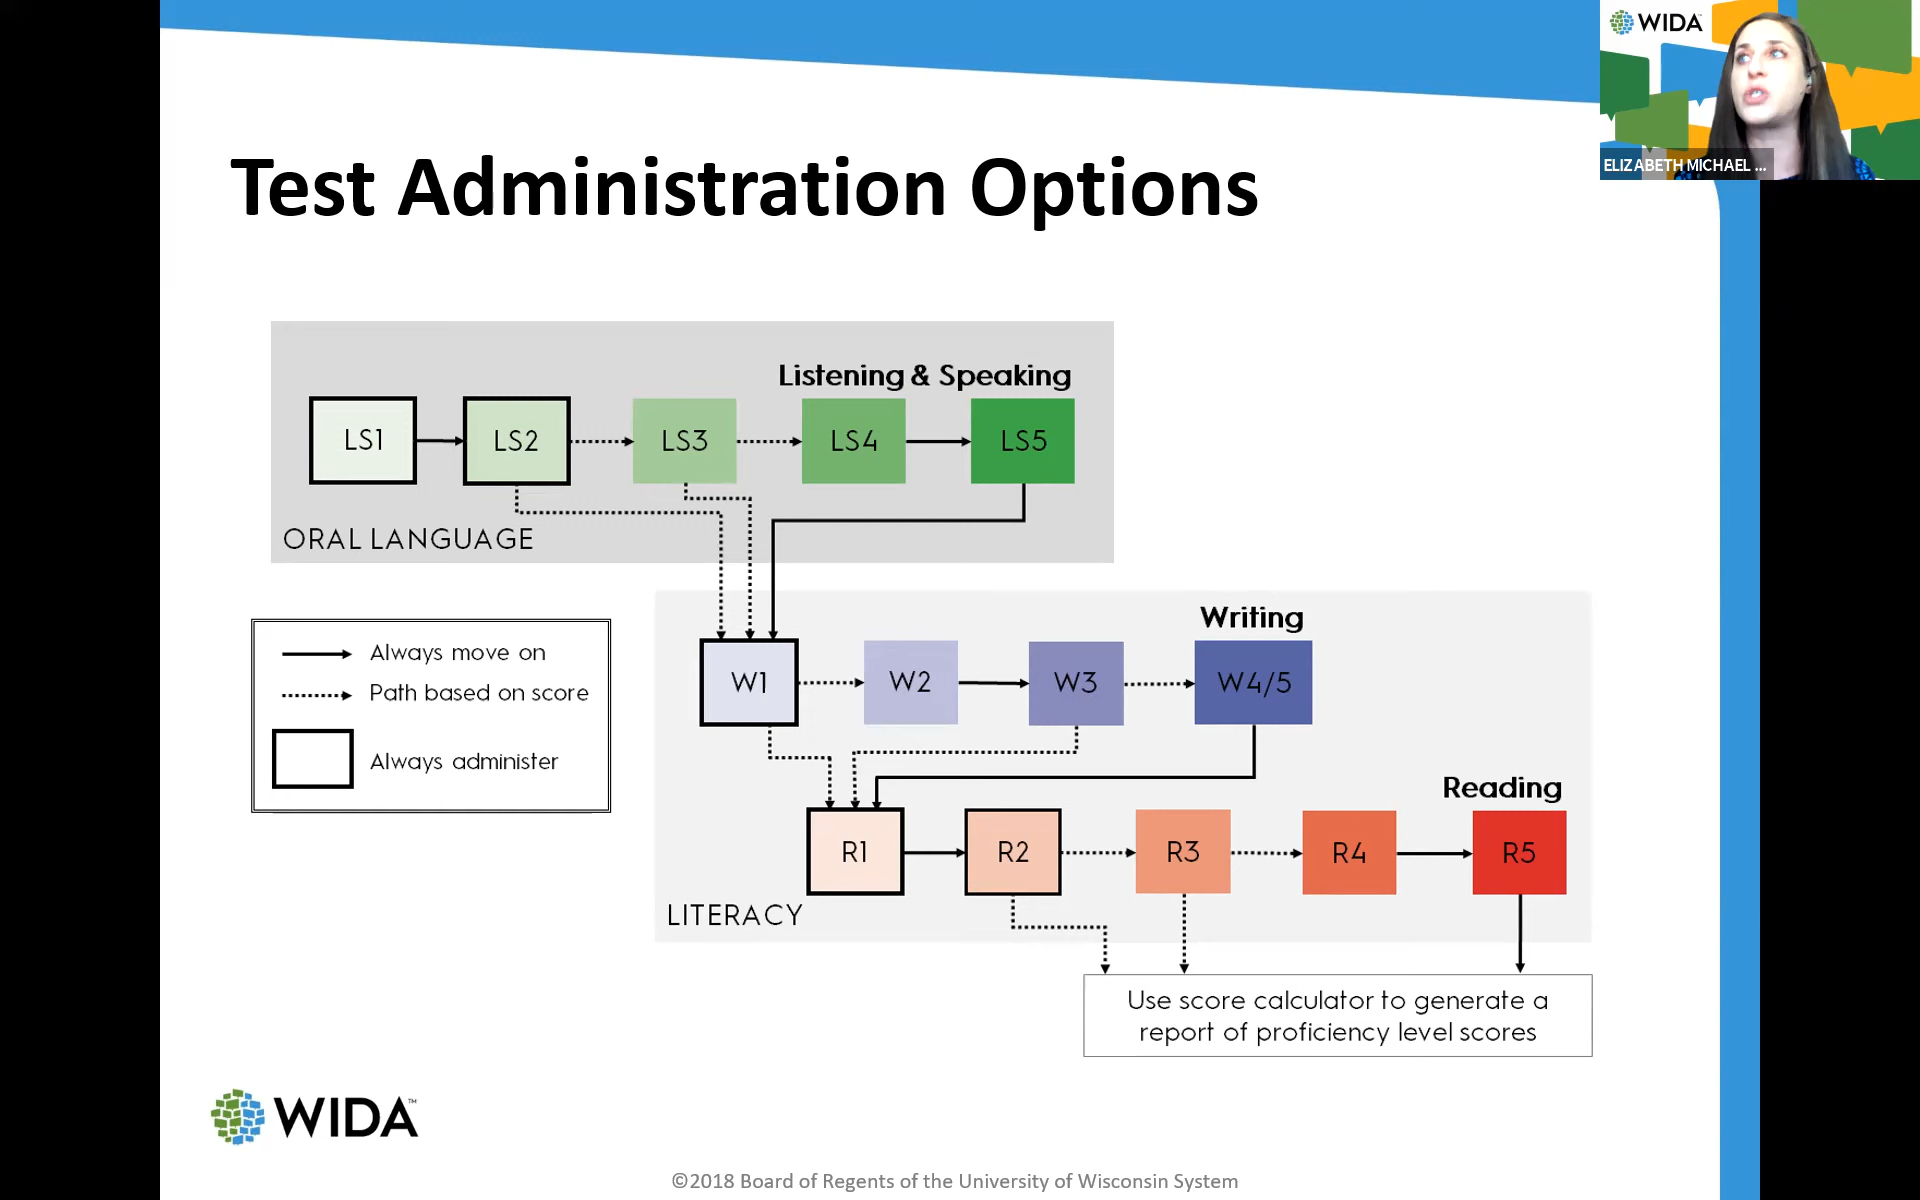 WIDA
ELIZABETH MICHAEL ...
Test Administration Options
Listening & Speaking
LS1
LS2
LS3
LS4
LS5
ORAL LANGUAGE
Always move on
Path based on score
Always administer
Writing
W1
W2
W3
W4/5
Reading
R1
R2
R3
R4
R5
LITERACY
Use score calculator to generate a
report of proficiency level scores
WIDA™
©2018 Board of Regents of the University of Wisconsin System